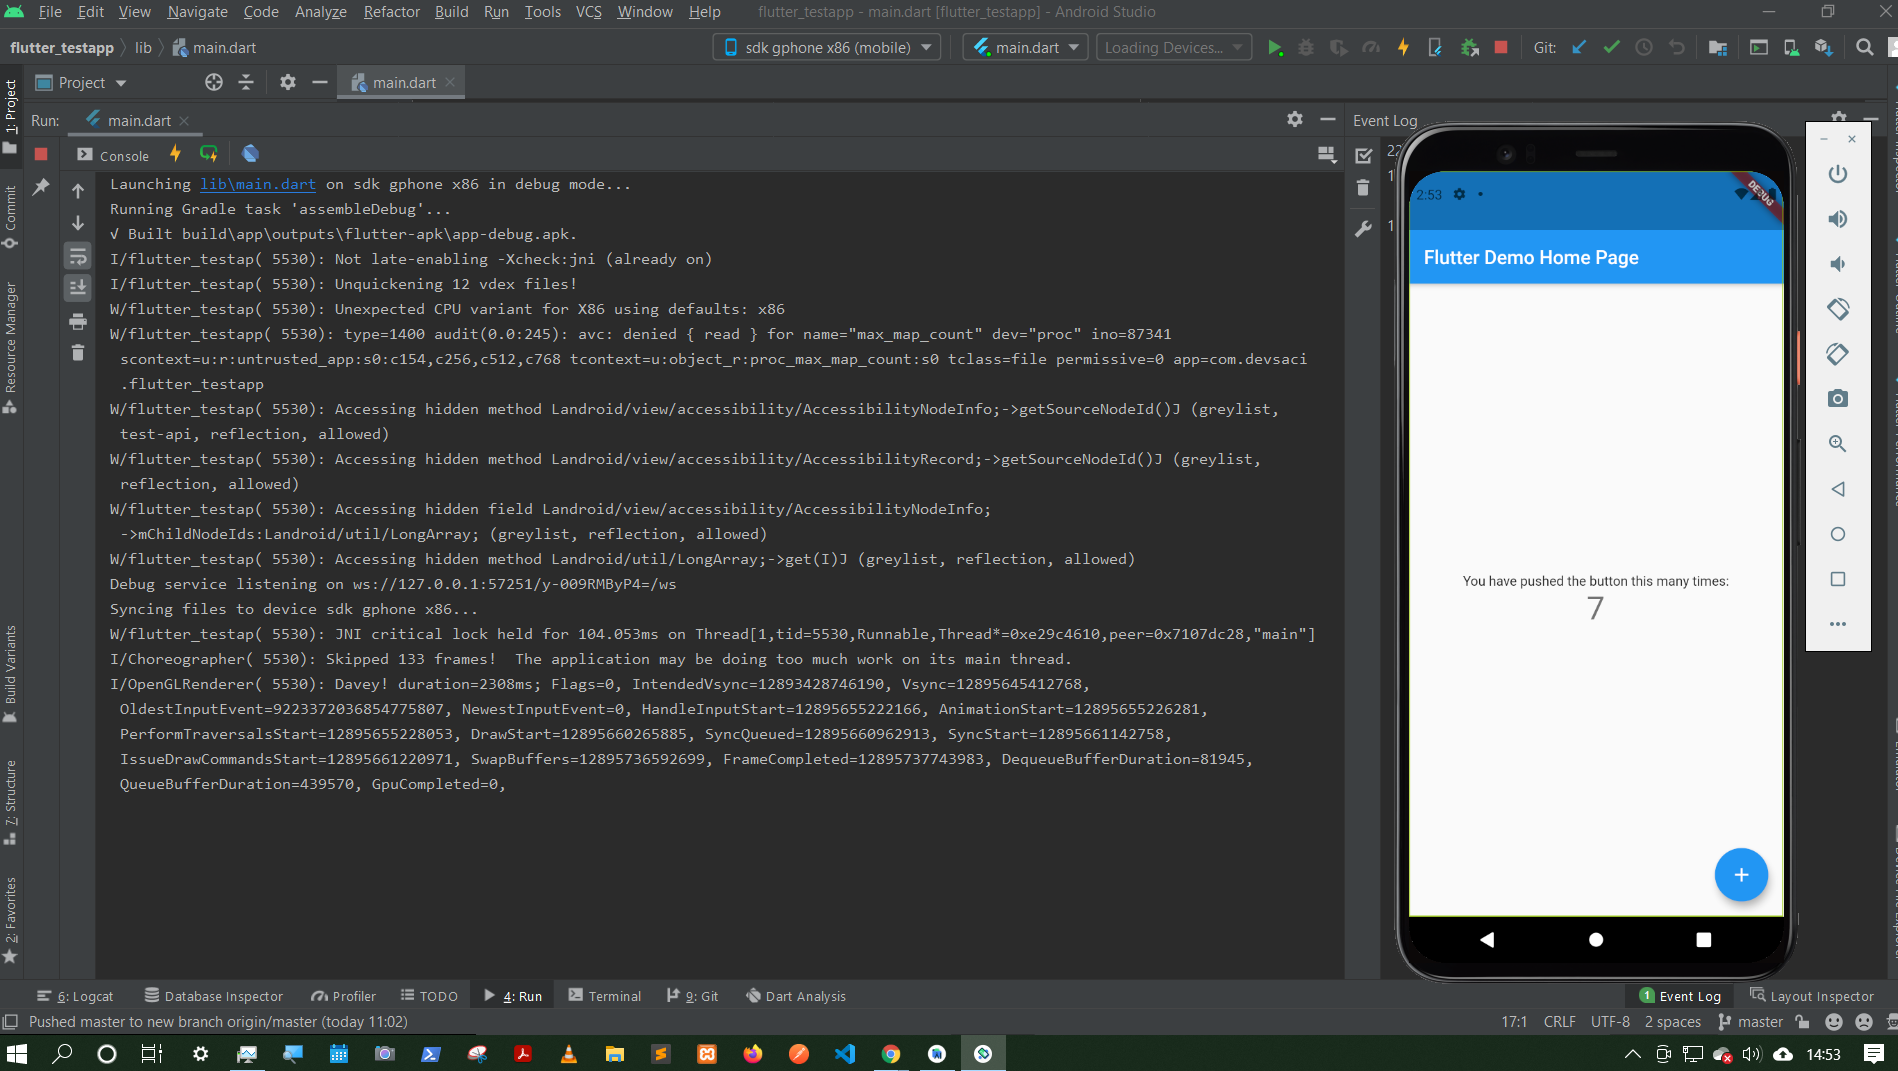 File Edit View Navigate Code Analyze Refactor Build Run Tools VCS Window Help flutter_testapp - main.dart [flutter_testapp] - Android Studio
flutter_testapp lib main.dart sdk gphone x86 (mobile) main.dart Loading Devices... Git:
Project main.dart
Run: main.dart Event Log
Console
Launching lib\main.dart on sdk gphone x86 in debug mode...
Running Gradle task 'assembleDebug'...
√ Built build\app\outputs\flutter-apk\app-debug.apk.
I/flutter_testap( 5530): Not late-enabling -Xcheck:jni (already on)
I/flutter_testap( 5530): Unquickening 12 vdex files!
W/flutter_testap( 5530): Unexpected CPU variant for X86 using defaults: x86
W/flutter_testapp( 5530): type=1400 audit(0.0:245): avc: denied { read } for name="max_map_count" dev="proc" ino=87341
scontext=u:r:untrusted_app:s0:c154,c256,c512,c768 tcontext=u:object_r:proc_max_map_count:s0 tclass=file permissive=0 app=com.devsaci
.flutter_testapp
W/flutter_testap( 5530): Accessing hidden method Landroid/view/accessibility/AccessibilityNodeInfo;->getSourceNodeId()J (greylist,
test-api, reflection, allowed)
W/flutter_testap( 5530): Accessing hidden method Landroid/view/accessibility/AccessibilityRecord;->getSourceNodeId()J (greylist,
reflection, allowed)
W/flutter_testap( 5530): Accessing hidden field Landroid/view/accessibility/AccessibilityNodeInfo;
->mChildNodeIds:Landroid/util/LongArray; (greylist, reflection, allowed)
W/flutter_testap( 5530): Accessing hidden method Landroid/util/LongArray;->get(I)J (greylist, reflection, allowed)
Debug service listening on ws://127.0.0.1:57251/y-009RMByP4=/ws
Syncing files to device sdk gphone x86...
W/flutter_testap( 5530): JNI critical lock held for 104.053ms on Thread[1,tid=5530,Runnable,Thread*=0xe29c4610,peer=0x7107dc28,"main"]
I/Choreographer( 5530): Skipped 133 frames!  The application may be doing too much work on its main thread.
I/OpenGLRenderer( 5530): Davey! duration=2308ms; Flags=0, IntendedVsync=12893428746190, Vsync=12895645412768,
OldestInputEvent=9223372036854775807, NewestInputEvent=0, HandleInputStart=12895655222166, AnimationStart=12895655226281,
PerformTraversalsStart=12895655228053, DrawStart=12895660265885, SyncQueued=12895660962913, SyncStart=12895661142758,
IssueDrawCommandsStart=12895661220971, SwapBuffers=12895736592699, FrameCompleted=12895737743983, DequeueBufferDuration=81945,
QueueBufferDuration=439570, GpuCompleted=0,
1: Project
Commit
Resource Manager
Build Variants
7: Structure
2: Favorites
2:53
DEBUG
Flutter Demo Home Page
You have pushed the button this many times:
7
+
6: Logcat Database Inspector Profiler TODO 4: Run Terminal 9: Git Dart Analysis 1 Event Log Layout Inspector
Pushed master to new branch origin/master (today 11:02) 17:1 CRLF UTF-8 2 spaces master
14:53